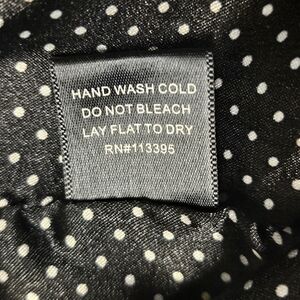 HAND WASH COLD
DO NOT BLEACH
LAY FLAT TO DRY
RN#113395